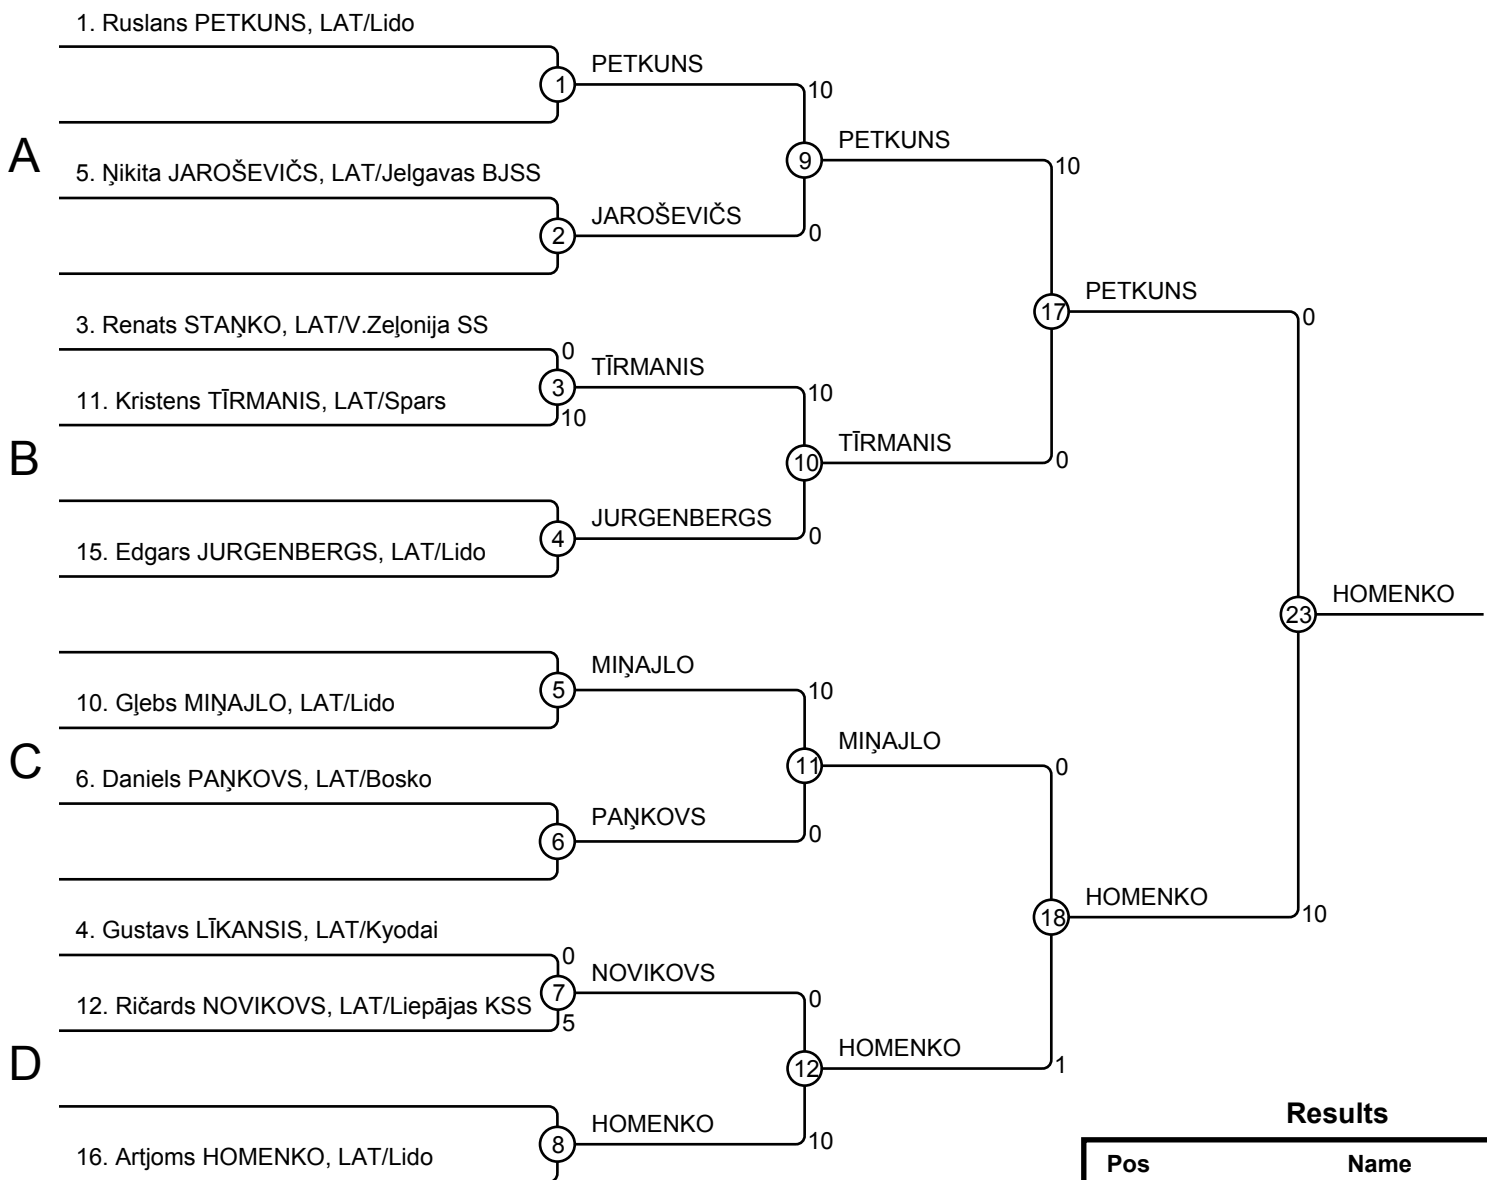 1. Ruslans PETKUNS, LAT/Lido
PETKUNS
1
10
A
PETKUNS
9
10
5. Ņikita JAROŠEVIČS, LAT/Jelgavas BJSS
JAROŠEVIČS
2
0
PETKUNS
17
0
3. Renats STAŅKO, LAT/V.Zeļonija SS
0
TĪRMANIS
3
10
11. Kristens TĪRMANIS, LAT/Spars
10
B
TĪRMANIS
10
0
JURGENBERGS
4
0
15. Edgars JURGENBERGS, LAT/Lido
HOMENKO
23
MIŅAJLO
5
10
10. Gļebs MIŅAJLO, LAT/Lido
C
MIŅAJLO
11
0
6. Daniels PAŅKOVS, LAT/Bosko
PAŅKOVS
6
0
HOMENKO
18
10
4. Gustavs LĪKANSIS, LAT/Kyodai
0
NOVIKOVS
7
0
12. Ričards NOVIKOVS, LAT/Liepājas KSS
5
D
HOMENKO
12
1
HOMENKO
8
10
16. Artjoms HOMENKO, LAT/Lido
Results
Pos Name